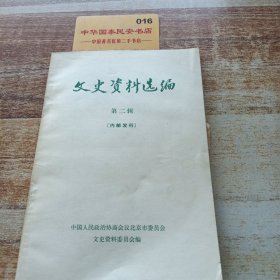 016
中华国泰民安书店
文史资料选编
第二辑
（内部发行）
中国人民政治协商会议北京市委员会
文史资料委员会编